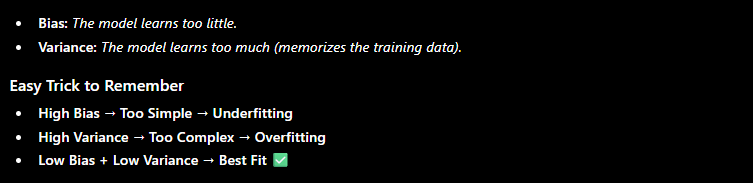 • Bias: The model learns too little.
• Variance: The model learns too much (memorizes the training data).
Easy Trick to Remember
• High Bias → Too Simple → Underfitting
• High Variance → Too Complex → Overfitting
• Low Bias + Low Variance → Best Fit ✅